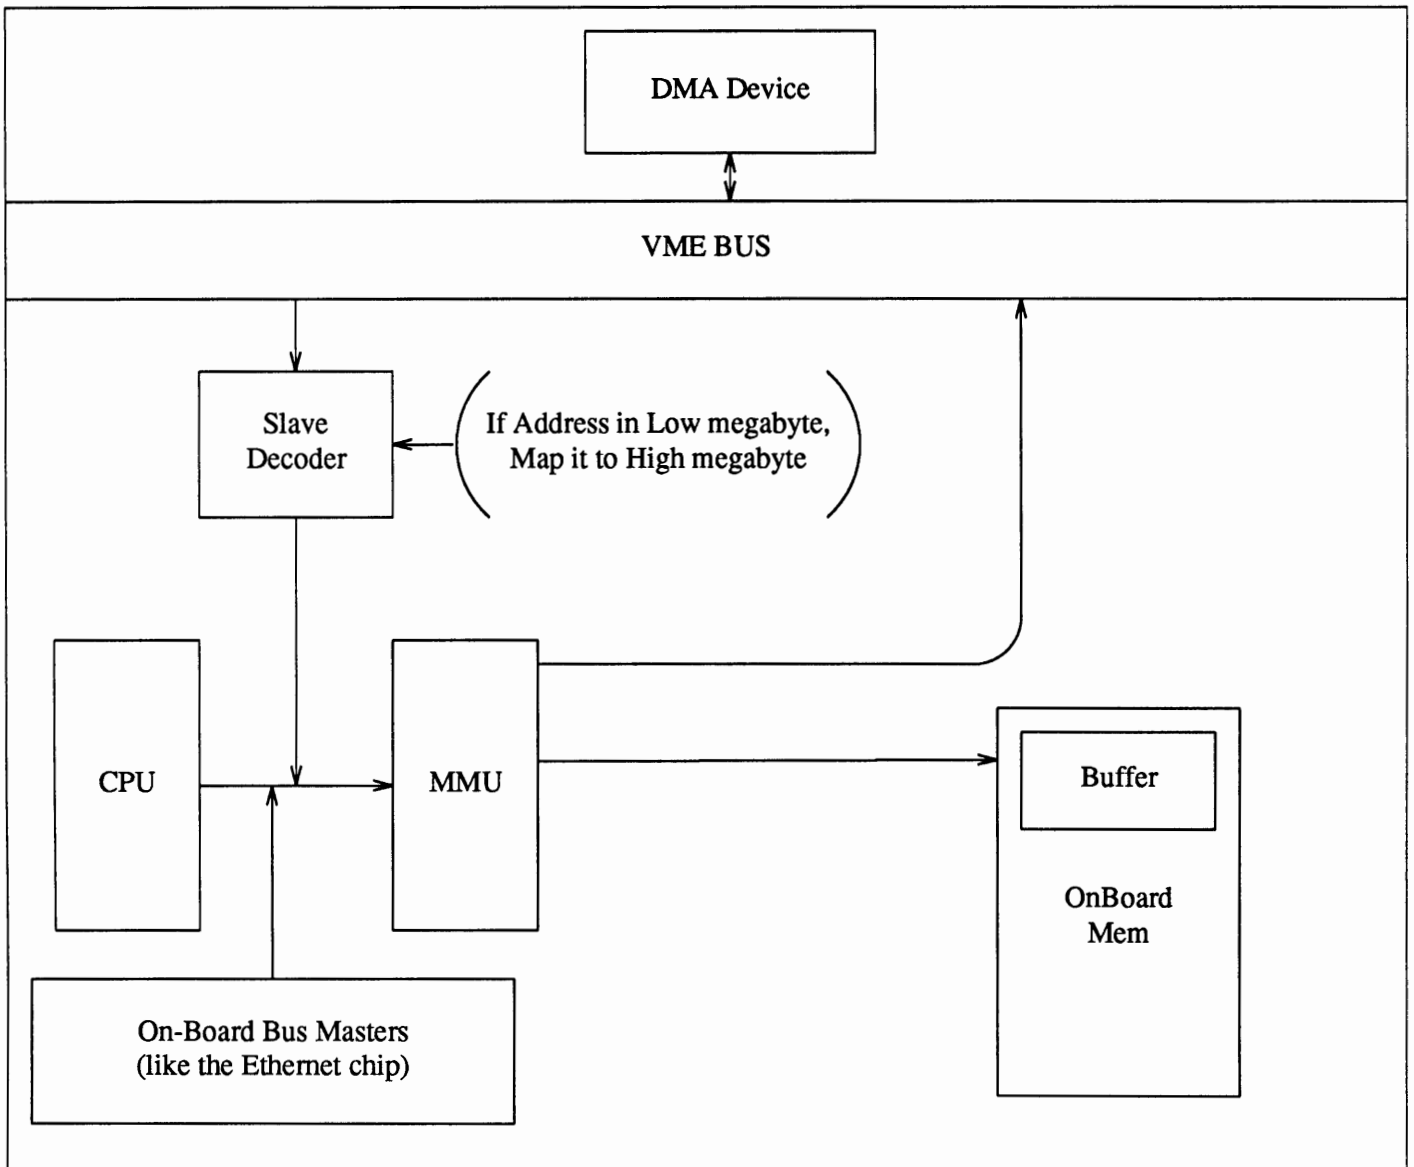 DMA Device
VME BUS
Slave
Decoder
If Address in Low megabyte,
Map it to High megabyte
CPU
MMU
Buffer
OnBoard
Mem
On-Board Bus Masters
(like the Ethernet chip)